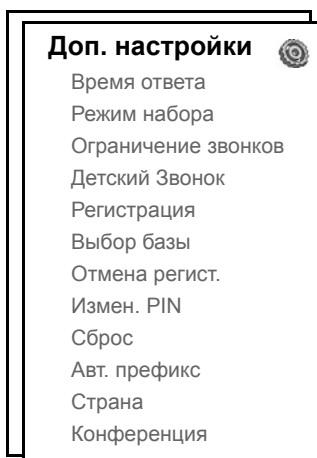 Доп. настройки
Время ответа
Режим набора
Ограничение звонков
Детский Звонок
Регистрация
Выбор базы
Отмена регист.
Измен. PIN
Сброс
Авт. префикс
Страна
Конференция